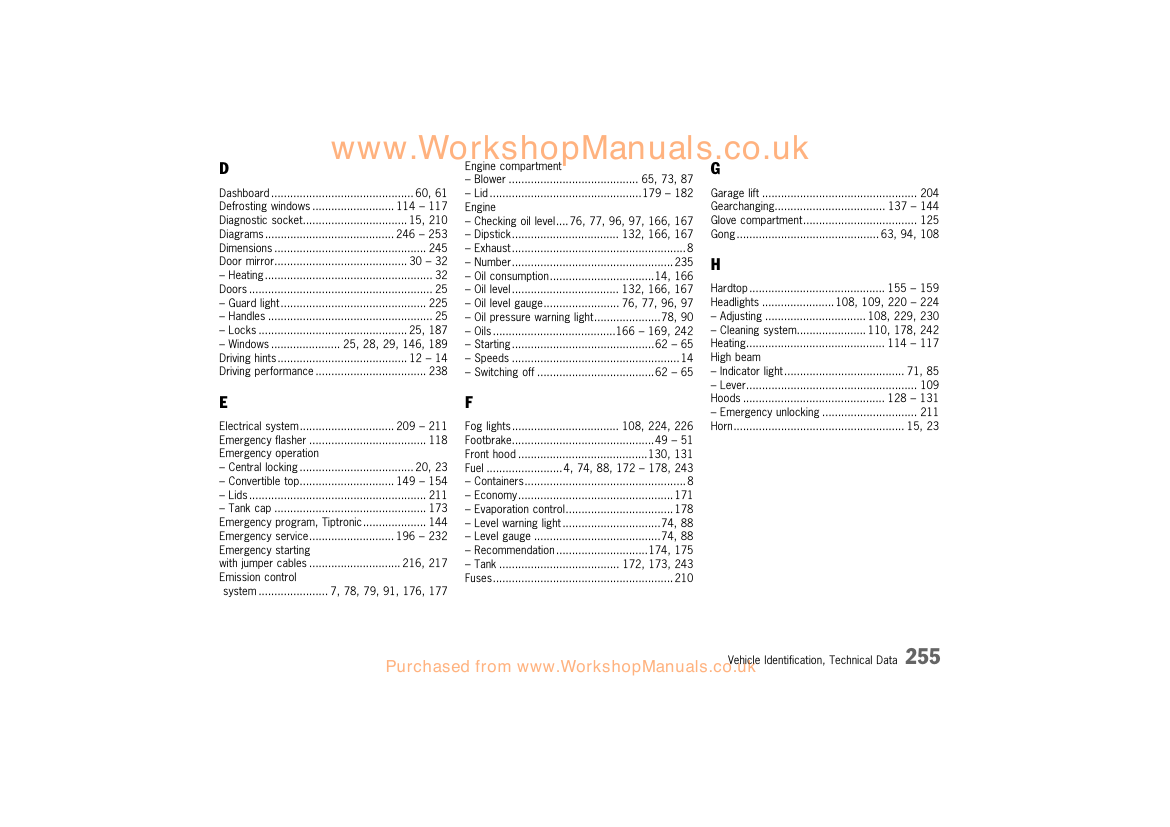 www.WorkshopManuals.co.uk
D
Dashboard ............................................. 60, 61
Defrosting windows .......................... 114 – 117
Diagnostic socket................................. 15, 210
Diagrams ......................................... 246 – 253
Dimensions ................................................ 245
Door mirror.......................................... 30 – 32
– Heating ..................................................... 32
Doors .......................................................... 25
– Guard light .............................................. 225
– Handles .................................................... 25
– Locks ............................................... 25, 187
– Windows ...................... 25, 28, 29, 146, 189
Driving hints ......................................... 12 – 14
Driving performance ................................... 238
E
Electrical system .............................. 209 – 211
Emergency flasher ..................................... 118
Emergency operation
– Central locking .................................... 20, 23
– Convertible top.............................. 149 – 154
– Lids ........................................................ 211
– Tank cap ................................................ 173
Emergency program, Tiptronic .................... 144
Emergency service........................... 196 – 232
Emergency starting
with jumper cables ............................. 216, 217
Emission control
system ...................... 7, 78, 79, 91, 176, 177
Engine compartment
– Blower ......................................... 65, 73, 87
– Lid ................................................ 179 – 182
Engine
– Checking oil level.... 76, 77, 96, 97, 166, 167
– Dipstick .................................. 132, 166, 167
– Exhaust ....................................................... 8
– Number ................................................... 235
– Oil consumption ................................. 14, 166
– Oil level .................................. 132, 166, 167
– Oil level gauge ........................ 76, 77, 96, 97
– Oil pressure warning light ..................... 78, 90
– Oils ....................................... 166 – 169, 242
– Starting ............................................. 62 – 65
– Speeds ..................................................... 14
– Switching off ..................................... 62 – 65
F
Fog lights .................................. 108, 224, 226
Footbrake............................................. 49 – 51
Front hood ......................................... 130, 131
Fuel ........................ 4, 74, 88, 172 – 178, 243
– Containers ................................................... 8
– Economy ................................................. 171
– Evaporation control.................................. 178
– Level warning light ............................... 74, 88
– Level gauge ........................................ 74, 88
– Recommendation ............................. 174, 175
– Tank ...................................... 172, 173, 243
Fuses ......................................................... 210
G
Garage lift ................................................. 204
Gearchanging................................... 137 – 144
Glove compartment .................................... 125
Gong ............................................. 63, 94, 108
H
Hardtop ........................................... 155 – 159
Headlights ....................... 108, 109, 220 – 224
– Adjusting ................................ 108, 229, 230
– Cleaning system...................... 110, 178, 242
Heating ............................................ 114 – 117
High beam
– Indicator light ...................................... 71, 85
– Lever...................................................... 109
Hoods ............................................. 128 – 131
– Emergency unlocking .............................. 211
Horn ...................................................... 15, 23
Vehicle Identification, Technical Data 255
Purchased from www.WorkshopManuals.co.uk